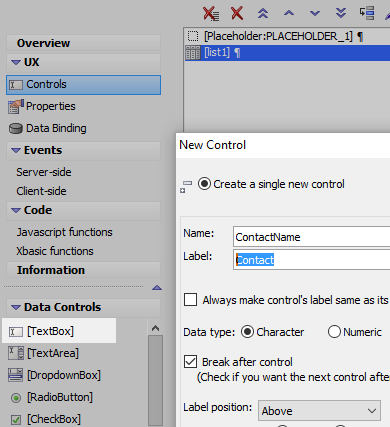 Overview
UX
Controls
Properties
Data Binding
Events
Server-side
Client-side
Code
Javascript functions
Xbasic functions
Information
Data Controls
[TextBox]
[TextArea]
[DropdownBox]
[RadioButton]
[CheckBox]
[Placeholder:PLACEHOLDER_1] ¶
[list1] ¶
New Control
Create a single new control
Name: ContactName
Label: Contact
Always make control's label same as its
Data type: Character Numeric
Break after control
(Check if you want the next control after
Label position: Above